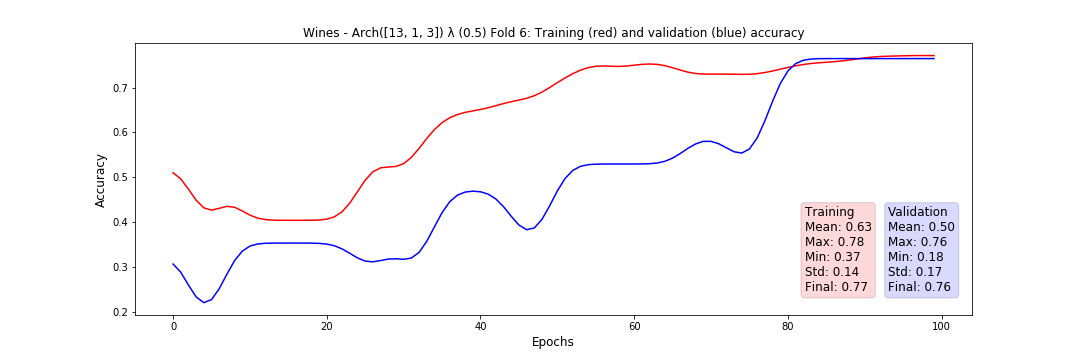 Wines - Arch([13, 1, 3]) λ (0.5) Fold 6: Training (red) and validation (blue) accuracy
Accuracy
0.7
0.6
0.5
0.4
0.3
0.2
Training
Mean: 0.63
Max: 0.78
Min: 0.37
Std: 0.14
Final: 0.77
Validation
Mean: 0.50
Max: 0.76
Min: 0.18
Std: 0.17
Final: 0.76
0 20 40 60 80 100
Epochs